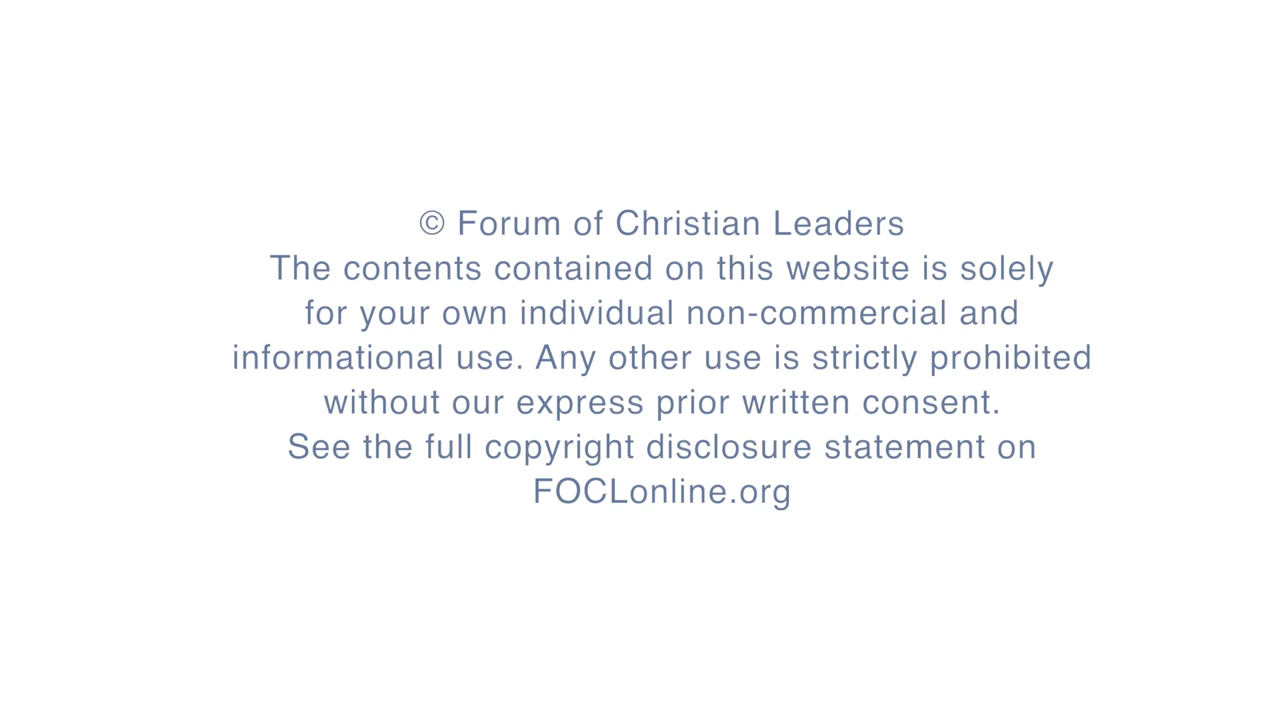 © Forum of Christian Leaders
The contents contained on this website is solely
for your own individual non-commercial and
informational use. Any other use is strictly prohibited
without our express prior written consent.
See the full copyright disclosure statement on
FOCLonline.org